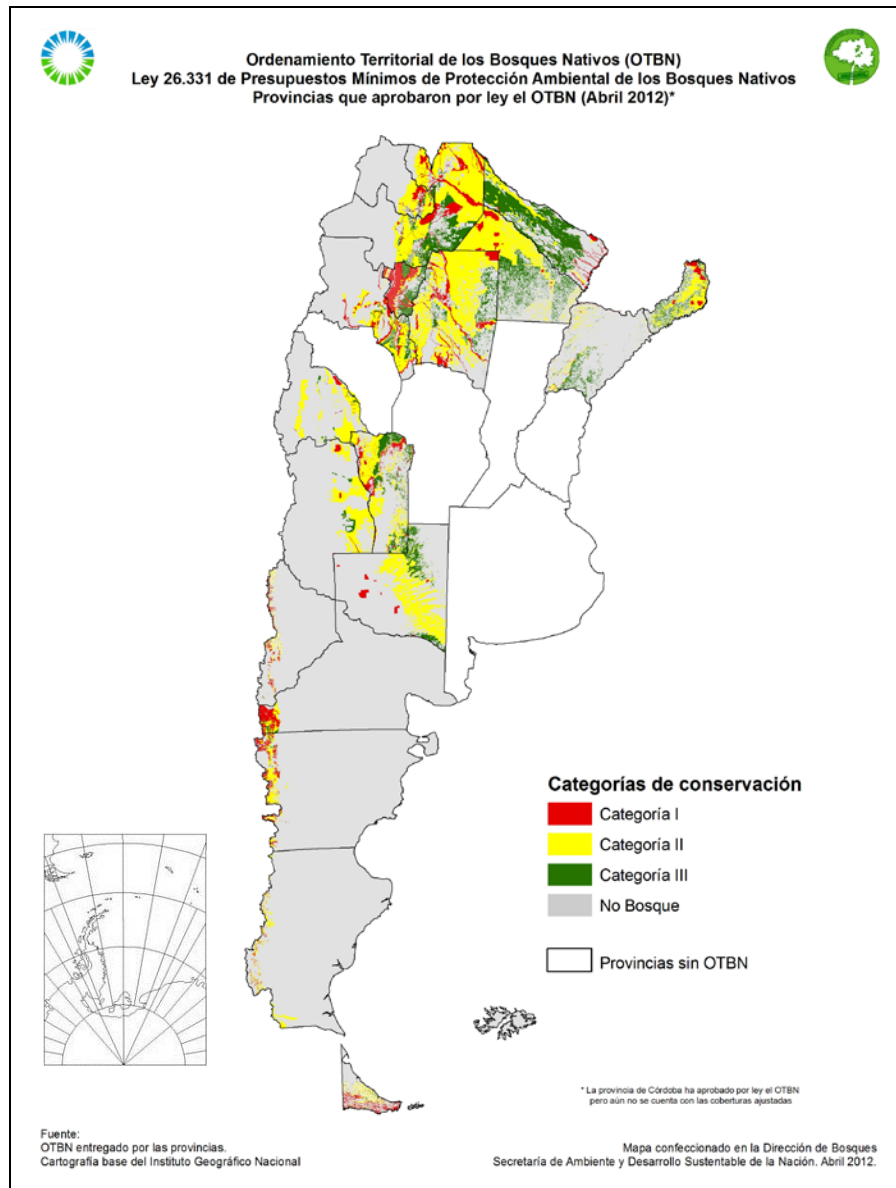 Ordenamiento Territorial de los Bosques Nativos (OTBN)
Ley 26.331 de Presupuestos Mínimos de Protección Ambiental de los Bosques Nativos
Provincias que aprobaron por ley el OTBN (Abril 2012)*
Categorías de conservación
Categoría I
Categoría II
Categoría III
No Bosque
Provincias sin OTBN
* La provincia de Córdoba ha aprobado por ley el OTBN
pero aún no se cuenta con las coberturas ajustadas
Fuente:
OTBN entregado por las provincias.
Cartografía base del Instituto Geográfico Nacional
Mapa confeccionado en la Dirección de Bosques
Secretaría de Ambiente y Desarrollo Sustentable de la Nación. Abril 2012.